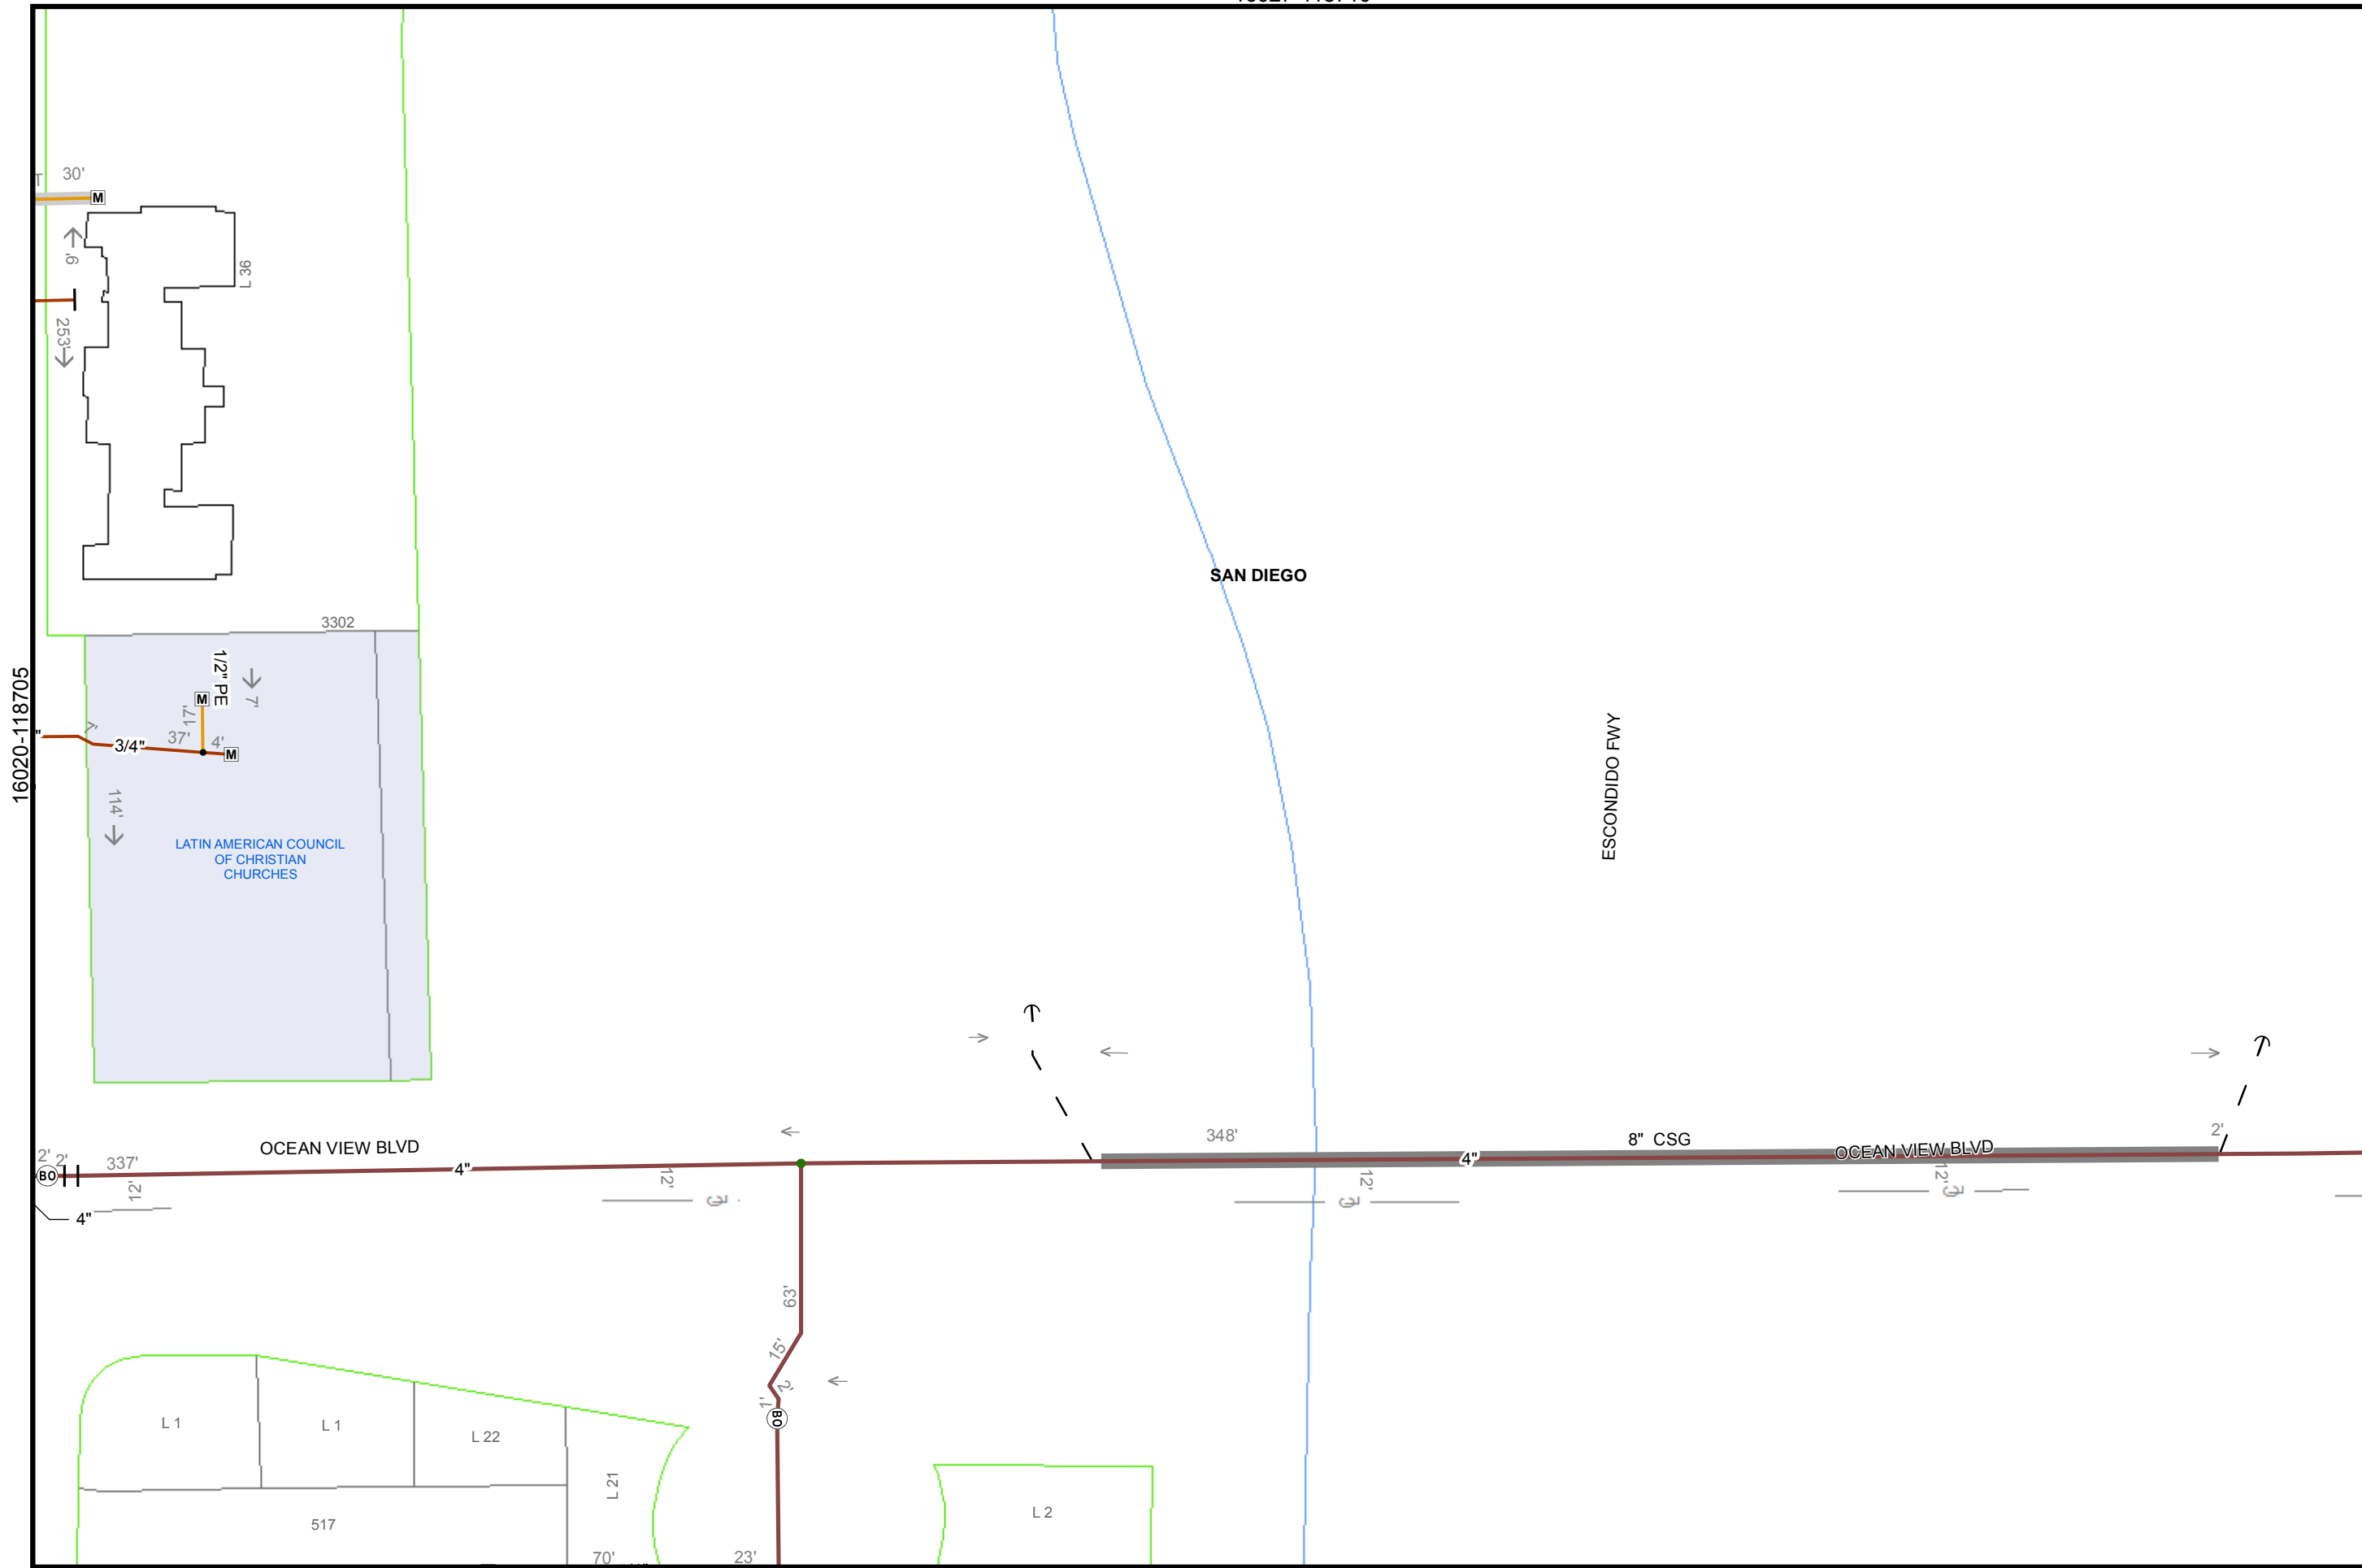 30'
T
M
9'
L 36
253'
SAN DIEGO
3302
1/2" PE
7'
M
17'
7'
"
3/4"
37'
4'
M
16020-118705
ESCONDIDO FWY
114'
LATIN AMERICAN COUNCIL
OF CHRISTIAN
CHURCHES
348'
2'
8" CSG
OCEAN VIEW BLVD
OCEAN VIEW BLVD
2'
2'
337'
4"
4"
BO
12'
12'
12'
12'
4"
63'
15'
2'
1'
BO
L 1
L 1
L 22
L 21
L 2
517
70'
23'